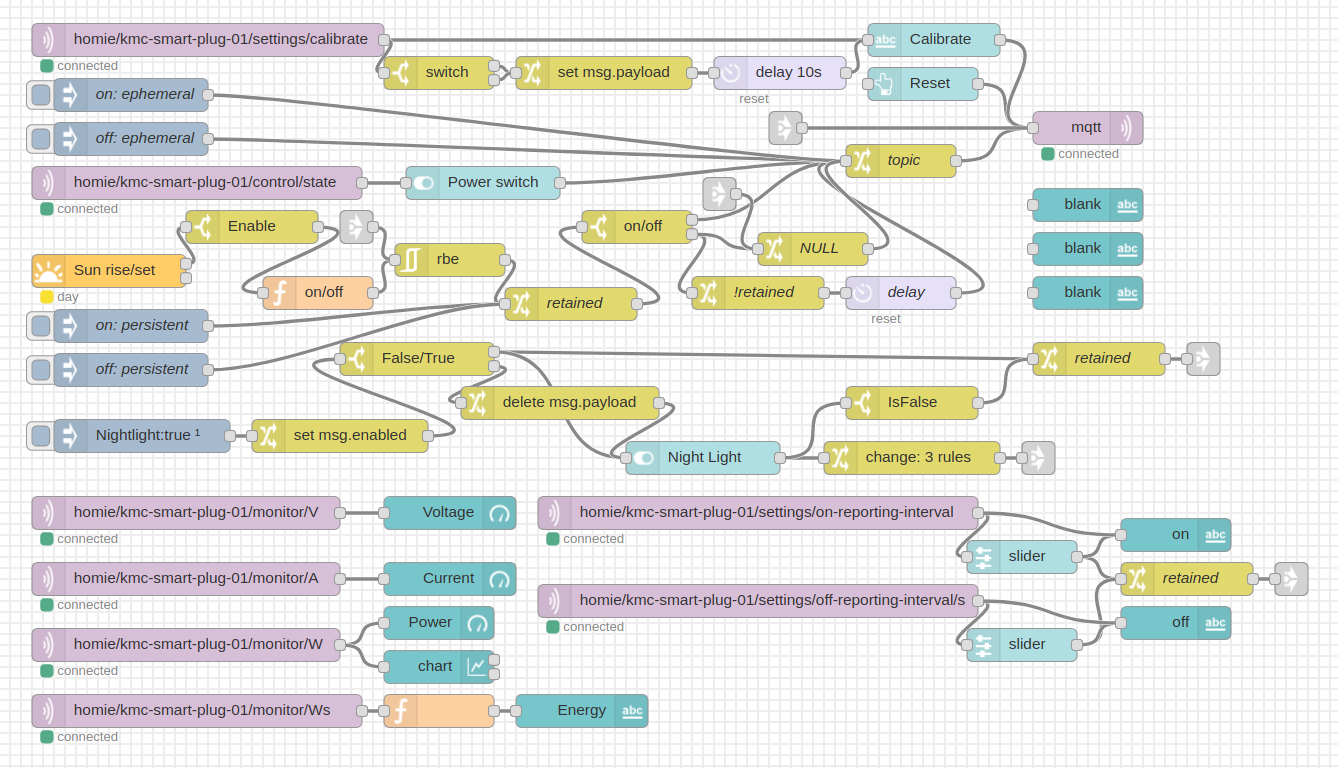 homie/kmc-smart-plug-01/settings/calibrate
abc
Calibrate
connected
switch
set msg.payload
delay 10s
reset
Reset
on: ephemeral
off: ephemeral
mqtt
connected
topic
homie/kmc-smart-plug-01/control/state
connected
Power switch
blank
abc
Enable
on/off
NULL
blank
abc
Sun rise/set
day
rbe
on/off
retained
!retained
delay
reset
blank
abc
on: persistent
off: persistent
False/True
retained
delete msg.payload
IsFalse
Nightlight:true ¹
set msg.enabled
Night Light
change: 3 rules
homie/kmc-smart-plug-01/monitor/V
connected
Voltage
homie/kmc-smart-plug-01/settings/on-reporting-interval
connected
on
abc
slider
homie/kmc-smart-plug-01/monitor/A
connected
Current
retained
homie/kmc-smart-plug-01/settings/off-reporting-interval/s
connected
off
abc
slider
homie/kmc-smart-plug-01/monitor/W
connected
Power
chart
homie/kmc-smart-plug-01/monitor/Ws
connected
Energy
abc